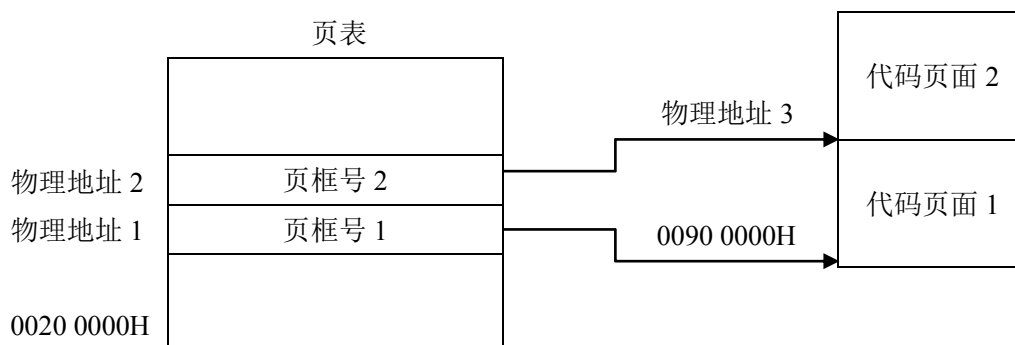 页表
代码页面 2
物理地址 3
物理地址 2
页框号 2
代码页面 1
物理地址 1
页框号 1
0090 0000H
0020 0000H